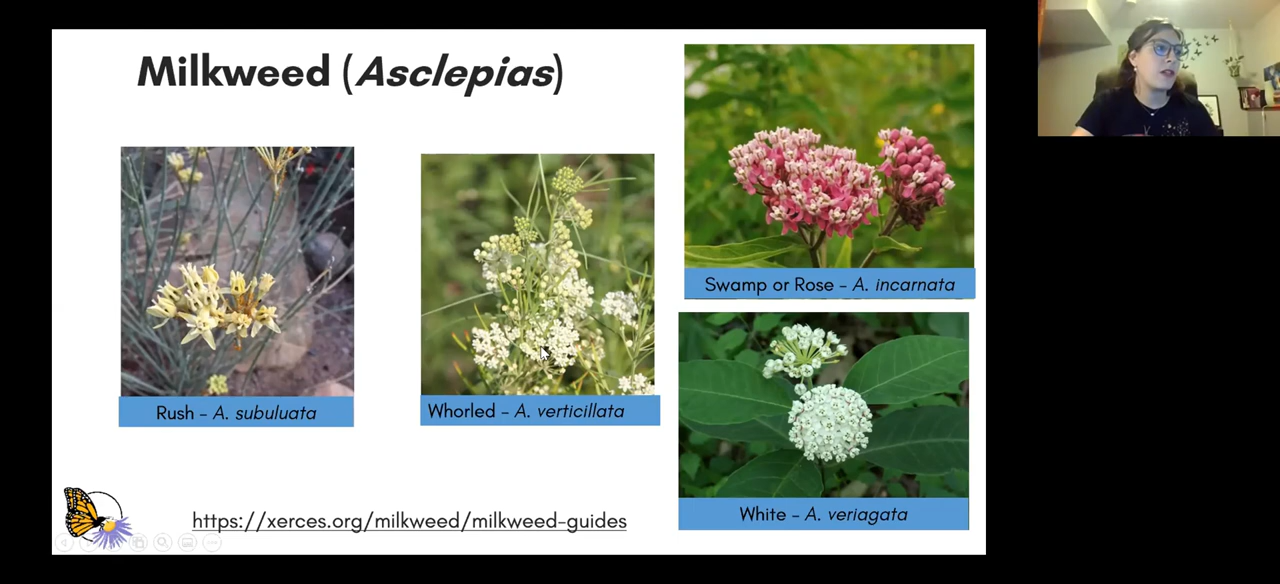 Milkweed (Asclepias)
Rush - A. subuluata
Whorled - A. verticillata
Swamp or Rose - A. incarnata
White - A. veriagata
https://xerces.org/milkweed/milkweed-guides